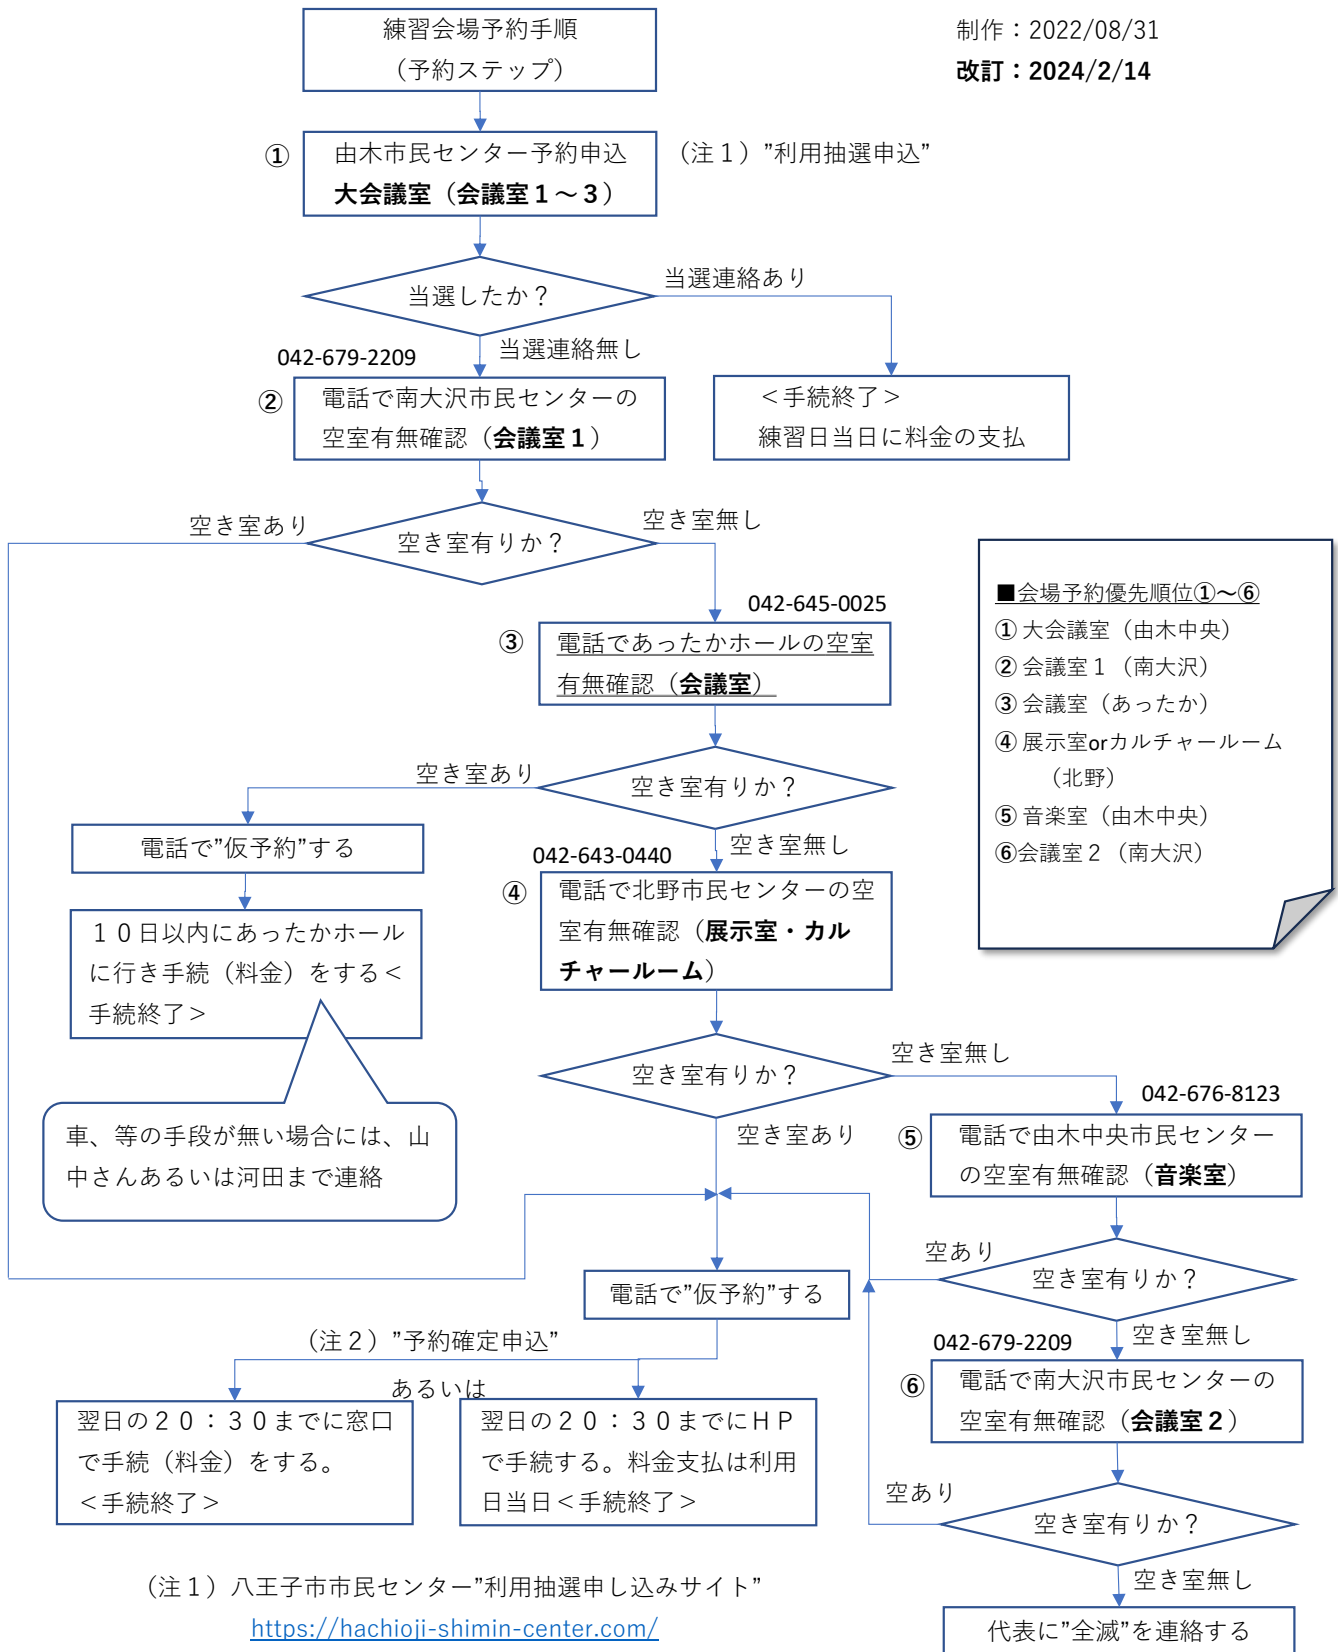 練習会場予約手順
（予約ステップ）
制作：2022/08/31
改訂：2024/2/14
①
由木市民センター予約申込
大会議室（会議室１～３）
（注１）”利用抽選申込”
当選したか？
当選連絡あり
当選連絡無し
＜手続終了＞
練習日当日に料金の支払
042-679-2209
②
電話で南大沢市民センターの
空室有無確認（会議室１）
空き室あり
空き室有りか？
空き室無し
042-645-0025
③
電話であったかホールの空室
有無確認（会議室）
■会場予約優先順位①～⑥
①大会議室（由木中央）
②会議室１（南大沢）
③会議室（あったか）
④展示室orカルチャールーム
（北野）
⑤音楽室（由木中央）
⑥会議室２（南大沢）
空き室あり
空き室有りか？
空き室無し
電話で”仮予約”する
１０日以内にあったかホール
に行き手続（料金）をする＜
手続終了＞
車、等の手段が無い場合には、山
中さんあるいは河田まで連絡
042-643-0440
④
電話で北野市民センターの空
室有無確認（展示室・カル
チャールーム）
空き室有りか？
空き室無し
空き室あり
042-676-8123
⑤
電話で由木中央市民センター
の空室有無確認（音楽室）
空あり
空き室有りか？
空き室無し
電話で”仮予約”する
（注２）”予約確定申込”
あるいは
翌日の２０：３０までに窓口
で手続（料金）をする。
＜手続終了＞
翌日の２０：３０までにＨＰ
で手続する。料金支払は利用
日当日＜手続終了＞
042-679-2209
⑥
電話で南大沢市民センターの
空室有無確認（会議室２）
空あり
空き室有りか？
空き室無し
代表に”全滅”を連絡する
（注１）八王子市市民センター”利用抽選申し込みサイト”
https://hachioji-shimin-center.com/